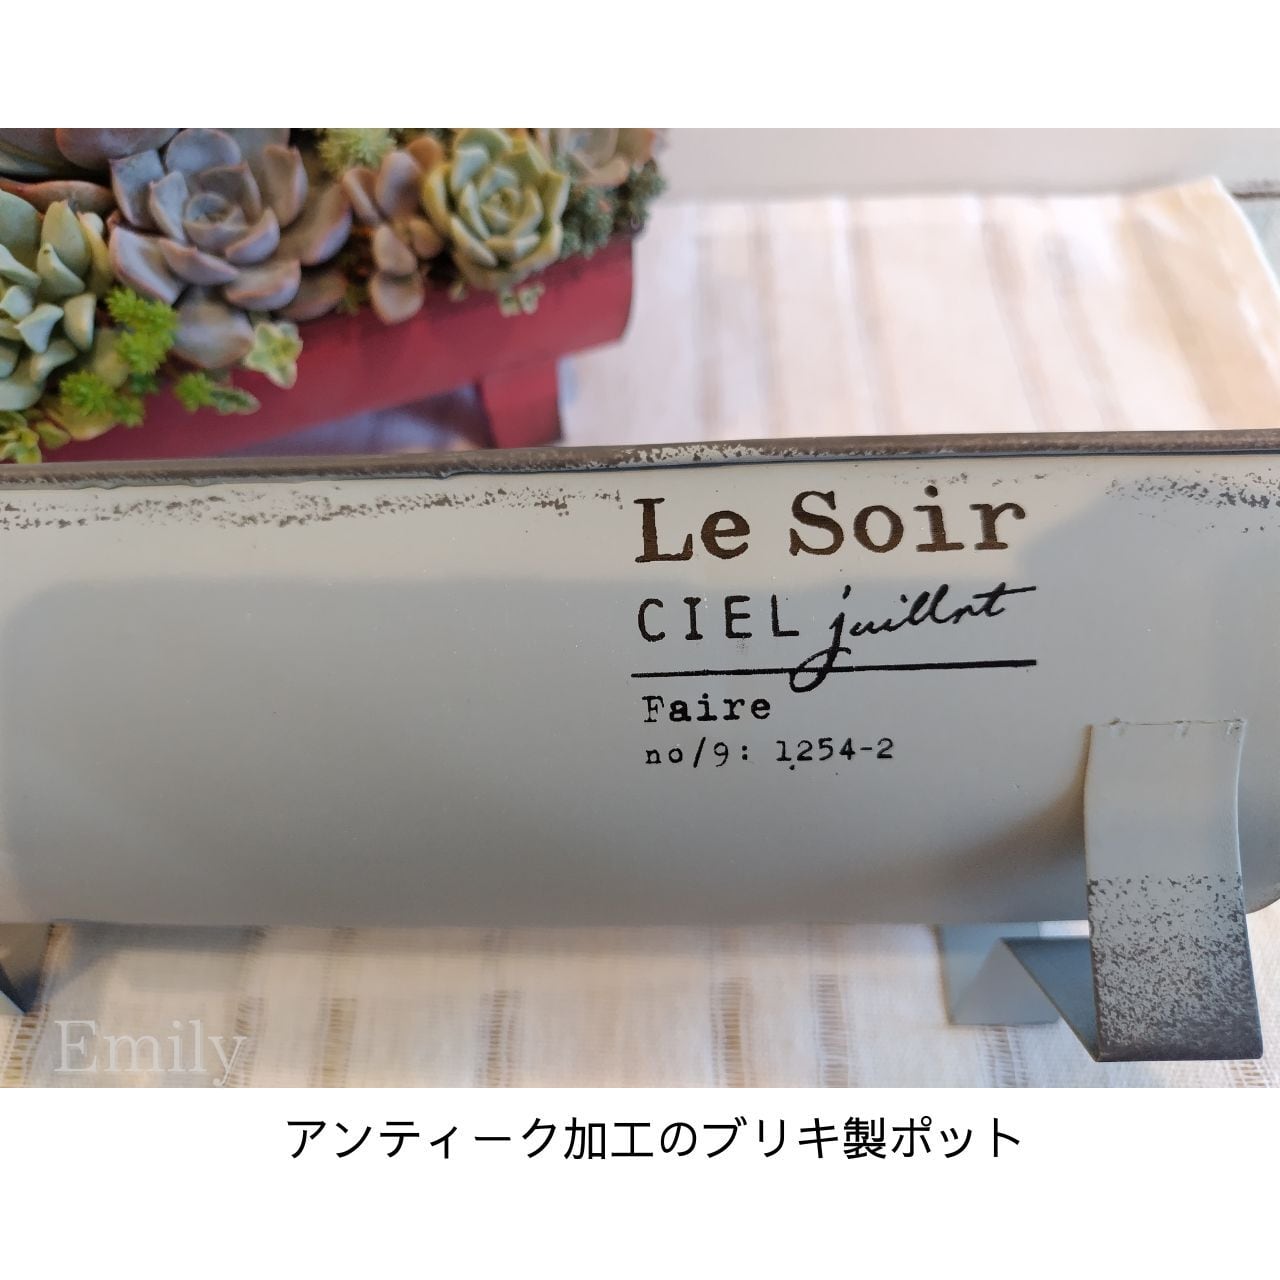 Le Soir
CIEL juillet
Faire
no/9: 1254-2
Emily
アンティーク加工のブリキ製ポット